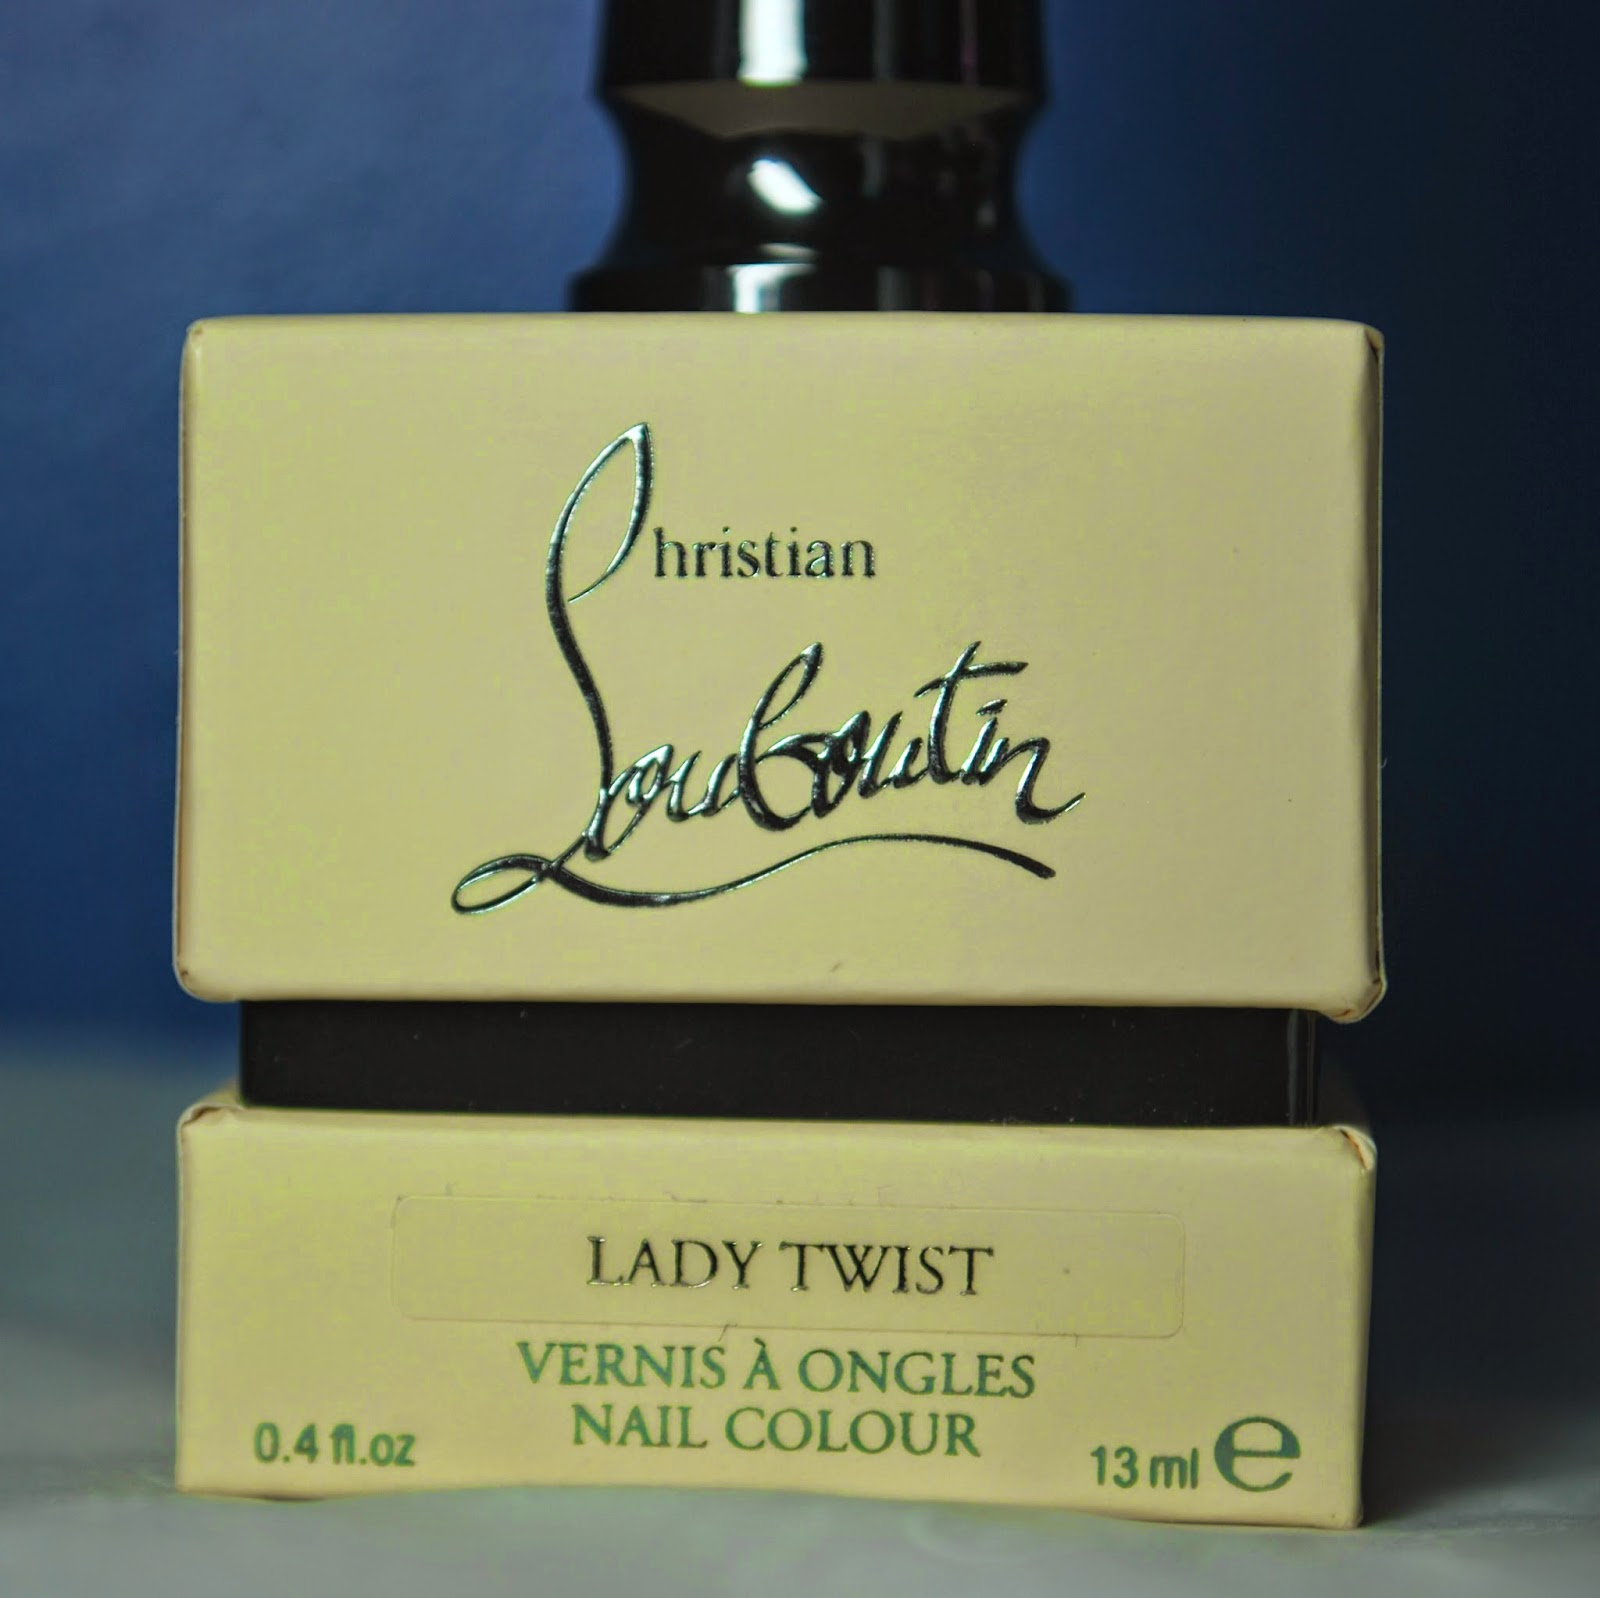 Christian
Louboutin
LADY TWIST
VERNIS À ONGLES
NAIL COLOUR
0.4 fl.oz
13 ml e